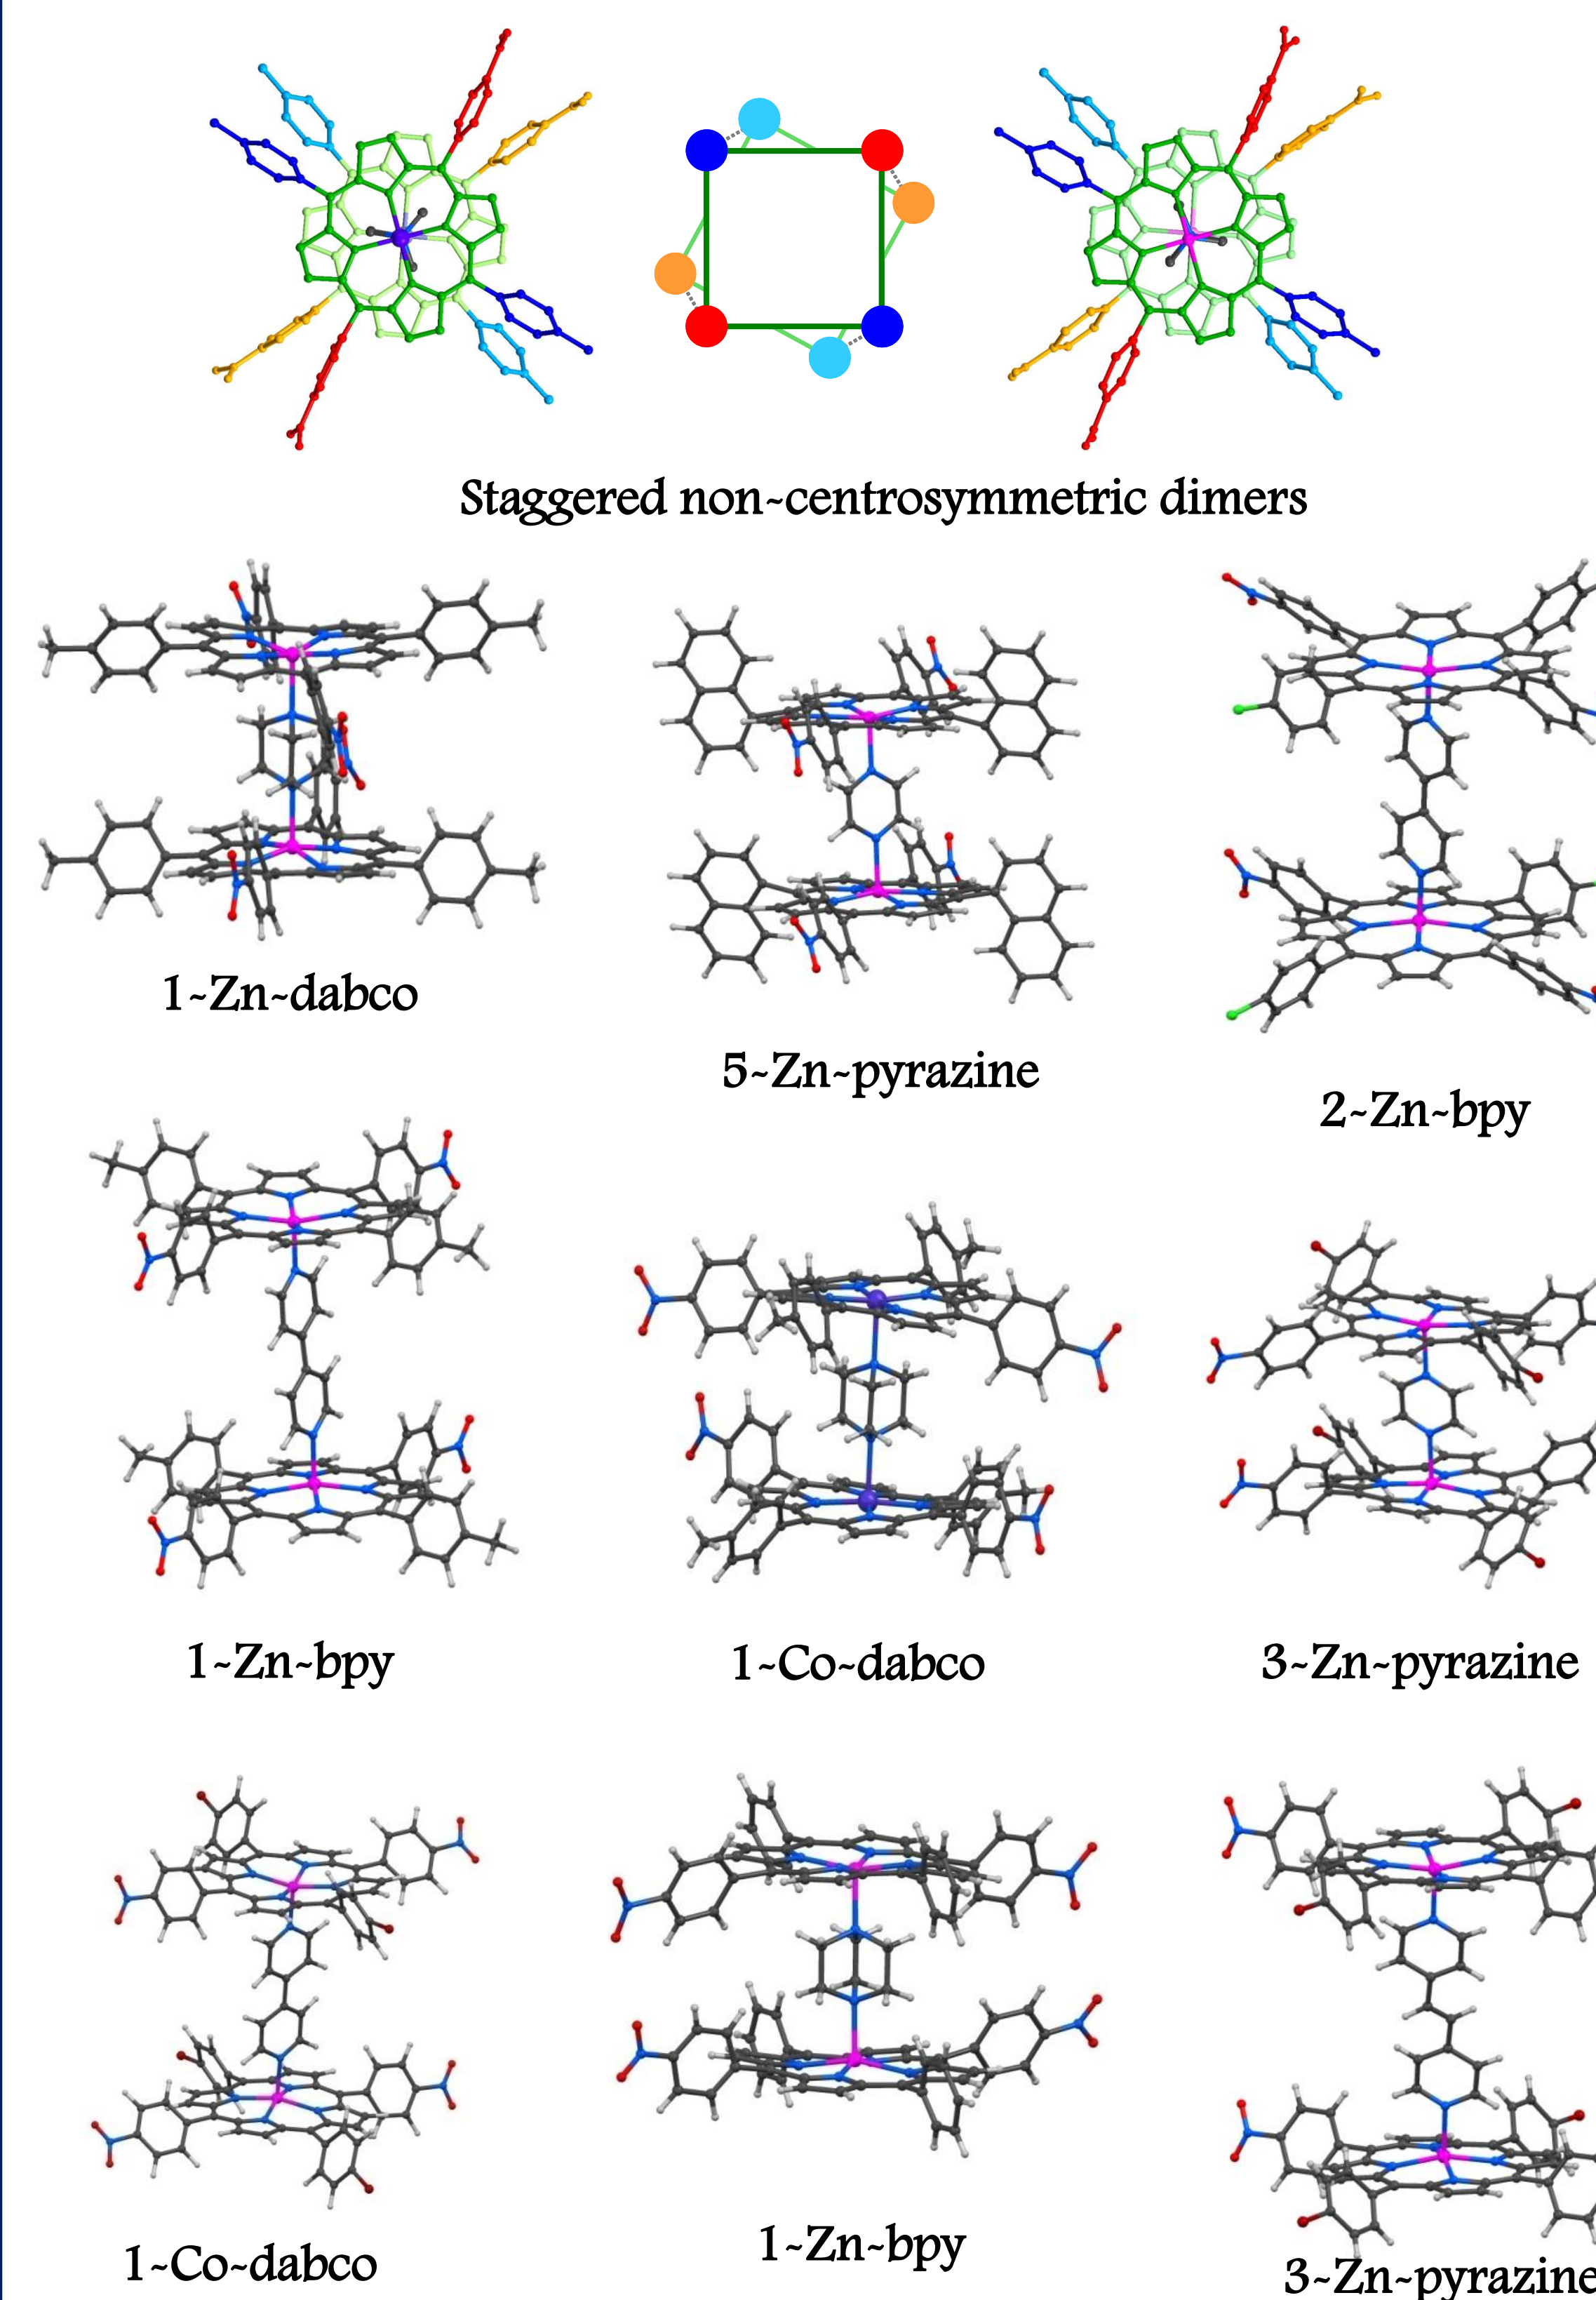 Staggered non-centrosymmetric dimers
1-Zn-dabco
5-Zn-pyrazine
2-Zn-bpy
1-Zn-bpy
1-Co-dabco
3-Zn-pyrazine
1-Co-dabco
1-Zn-bpy
3-Zn-pyrazine